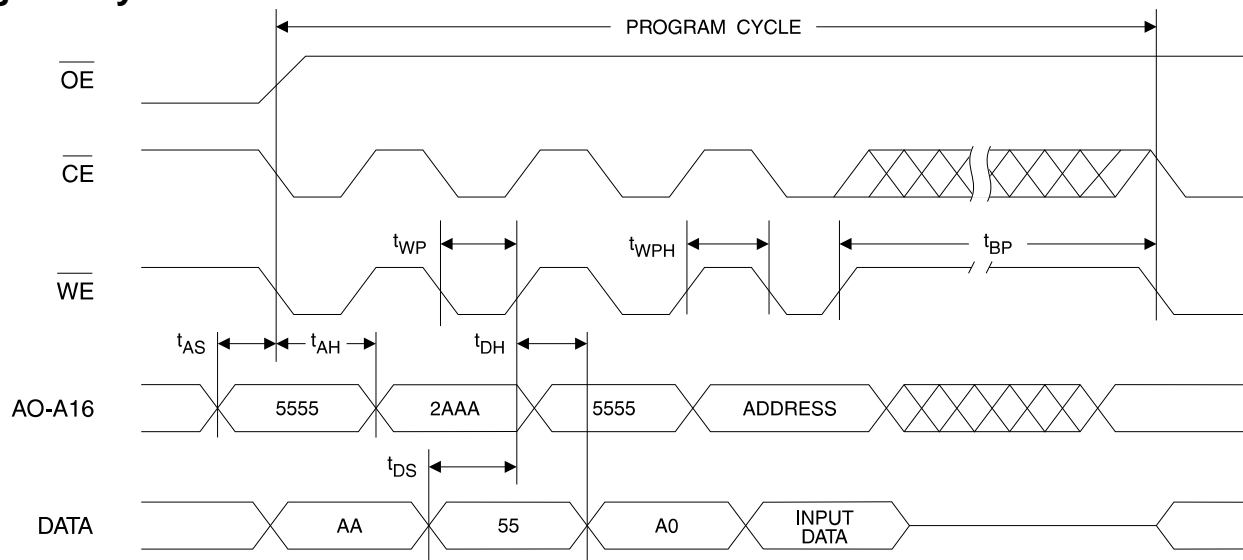 PROGRAM CYCLE
OE
CE
tWP
tWPH
tBP
WE
tAS
tAH
tDH
AO-A16
5555
2AAA
5555
ADDRESS
tDS
DATA
AA
55
A0
INPUT
DATA